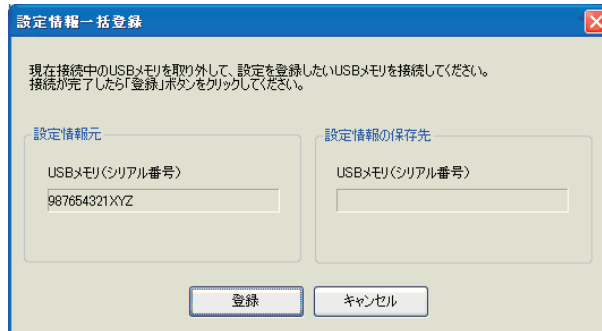 設定情報一括登録
現在接続中のUSBメモリを取り外して、設定を登録したいUSBメモリを接続してください。
接続が完了したら「登録」ボタンをクリックしてください。
設定情報元
USBメモリ(シリアル番号)
987654321XYZ
設定情報の保存先
USBメモリ(シリアル番号)
登録
キャンセル